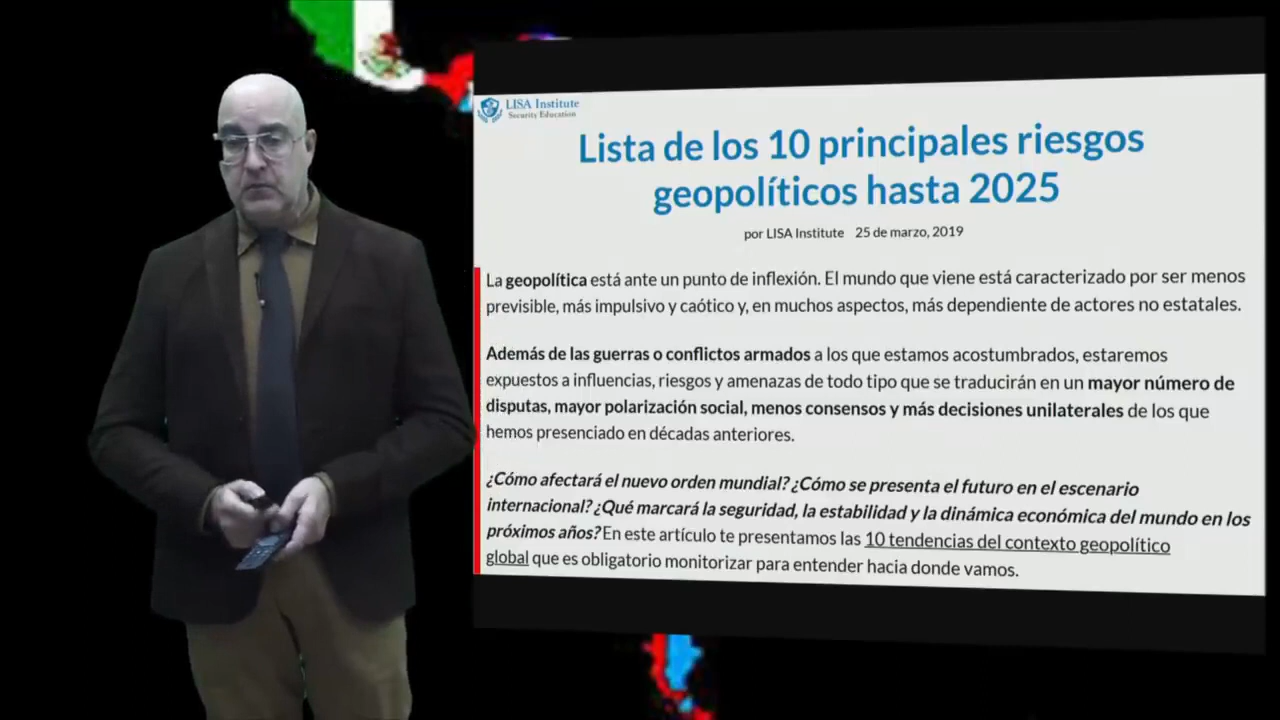 LISA Institute
Security Education
Lista de los 10 principales riesgos
geopolíticos hasta 2025
por LISA Institute 25 de marzo, 2019
La geopolítica está ante un punto de inflexión. El mundo que viene está caracterizado por ser menos
previsible, más impulsivo y caótico y, en muchos aspectos, más dependiente de actores no estatales.
Además de las guerras o conflictos armados a los que estamos acostumbrados, estaremos
expuestos a influencias, riesgos y amenazas de todo tipo que se traducirán en un mayor número de
disputas, mayor polarización social, menos consensos y más decisiones unilaterales de los que
hemos presenciado en décadas anteriores.
¿Cómo afectará el nuevo orden mundial? ¿Cómo se presenta el futuro en el escenario
internacional? ¿Qué marcará la seguridad, la estabilidad y la dinámica económica del mundo en los
próximos años? En este artículo te presentamos las 10 tendencias del contexto geopolítico
global que es obligatorio monitorizar para entender hacia donde vamos.